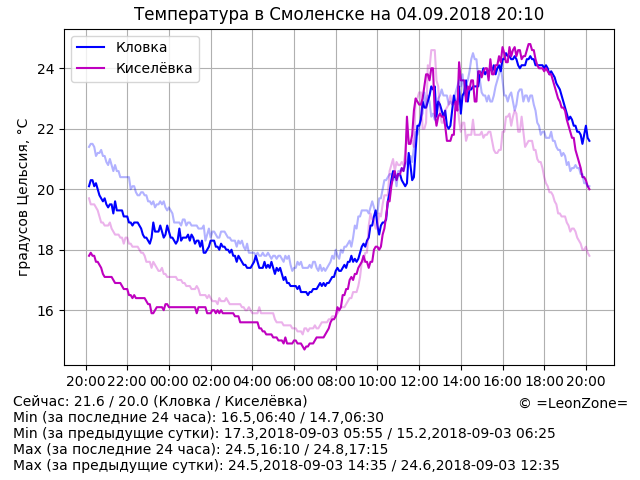 Температура в Смоленске на 04.09.2018 20:10
Кловка
Киселёвка
градусов Цельсия, °C
24
22
20
18
16
20:00 22:00 00:00 02:00 04:00 06:00 08:00 10:00 12:00 14:00 16:00 18:00 20:00
Сейчас: 21.6 / 20.0 (Кловка / Киселёвка)
© =LeonZone=
Min (за последние 24 часа): 16.5,06:40 / 14.7,06:30
Min (за предыдущие сутки): 17.3,2018-09-03 05:55 / 15.2,2018-09-03 06:25
Max (за последние 24 часа): 24.5,16:10 / 24.8,17:15
Max (за предыдущие сутки): 24.5,2018-09-03 14:35 / 24.6,2018-09-03 12:35